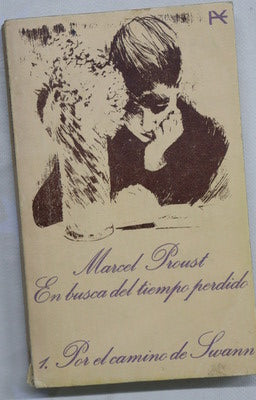 Marcel Proust
En busca del tiempo perdido
1. Por el camino de Swann